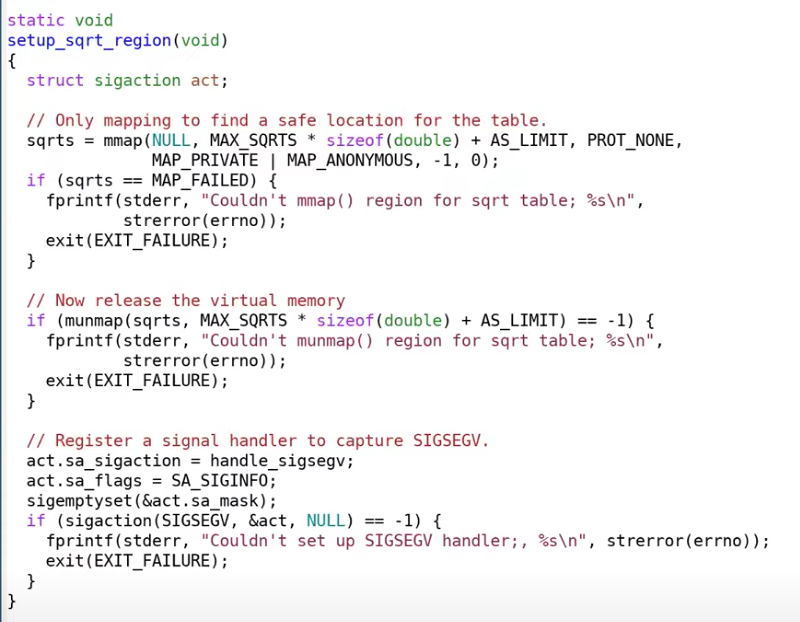 static void
setup_sqrt_region(void)
{
  struct sigaction act;

  // Only mapping to find a safe location for the table.
  sqrts = mmap(NULL, MAX_SQRTS * sizeof(double) + AS_LIMIT, PROT_NONE,
               MAP_PRIVATE | MAP_ANONYMOUS, -1, 0);
  if (sqrts == MAP_FAILED) {
    fprintf(stderr, "Couldn't mmap() region for sqrt table; %s\n",
            strerror(errno));
    exit(EXIT_FAILURE);
  }

  // Now release the virtual memory
  if (munmap(sqrts, MAX_SQRTS * sizeof(double) + AS_LIMIT) == -1) {
    fprintf(stderr, "Couldn't munmap() region for sqrt table; %s\n",
            strerror(errno));
    exit(EXIT_FAILURE);
  }

  // Register a signal handler to capture SIGSEGV.
  act.sa_sigaction = handle_sigsegv;
  act.sa_flags = SA_SIGINFO;
  sigemptyset(&act.sa_mask);
  if (sigaction(SIGSEGV, &act, NULL) == -1) {
    fprintf(stderr, "Couldn't set up SIGSEGV handler;, %s\n", strerror(errno));
    exit(EXIT_FAILURE);
  }
}